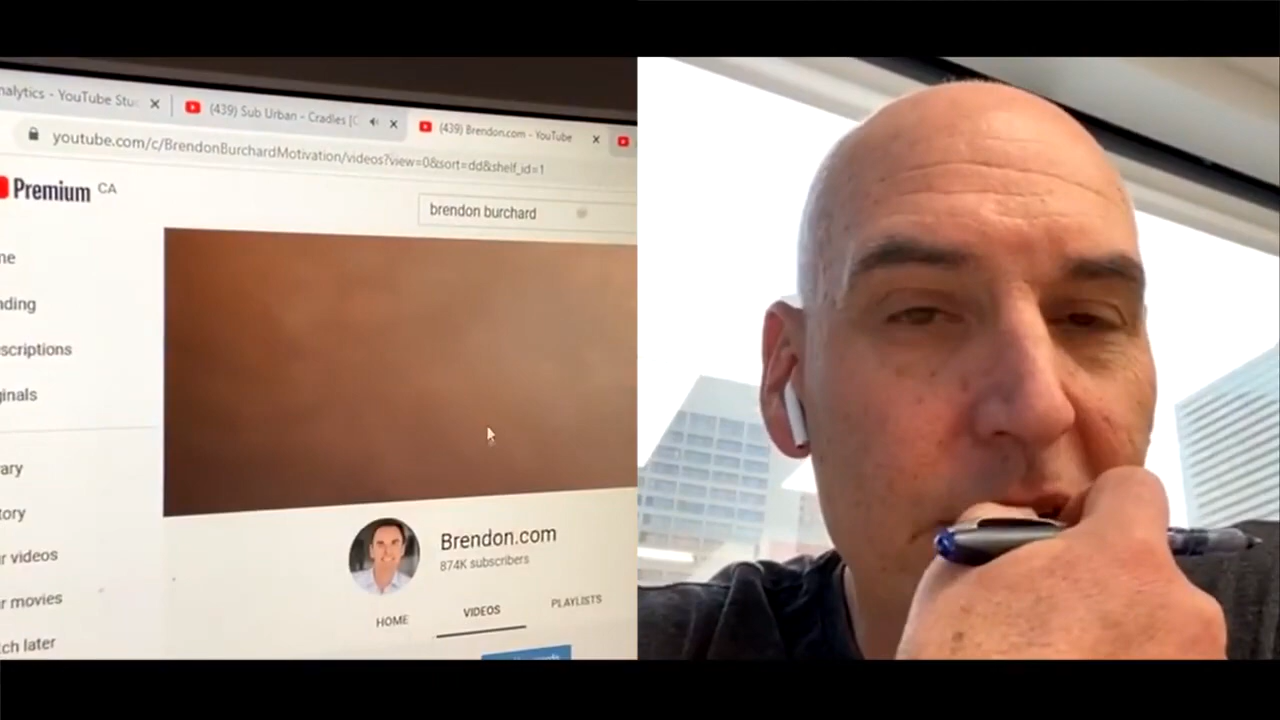 nalytics - YouTube Stu
(439) Sub Urban - Cradles [C
(439) Brendon.com - YouTube
youtube.com/c/BrendonBurchardMotivation/videos?view=0&sort=dd&shelf_id=1
Premium CA
brendon burchard
me
nding
scriptions
ginals
ary
tory
r videos
r movies
tch later
Brendon.com
874K subscribers
HOME
VIDEOS
PLAYLISTS